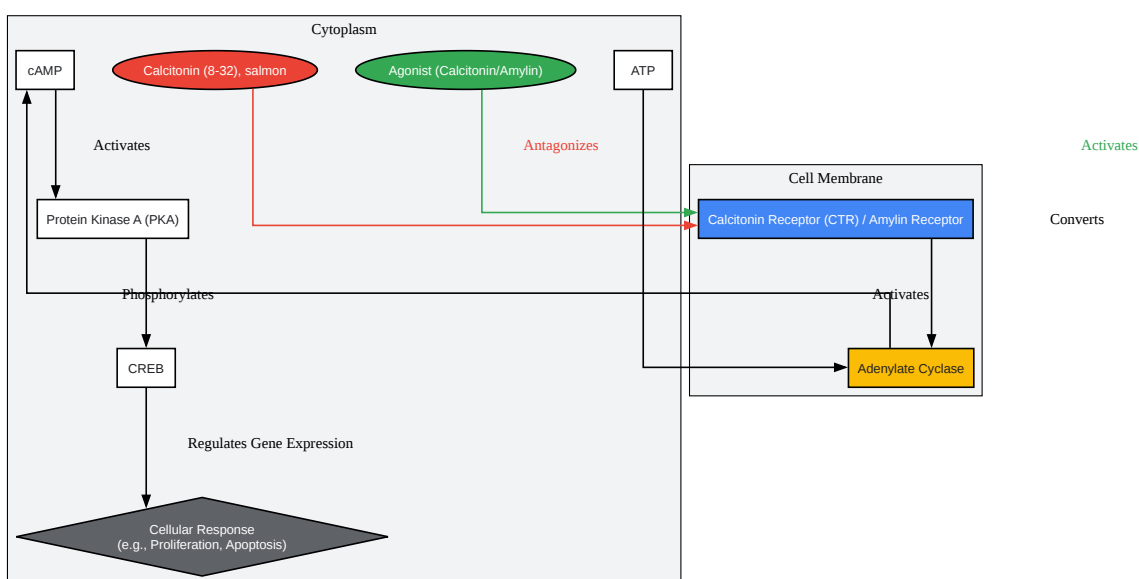 Cytoplasm
cAMP
Calcitonin (8-32), salmon
Agonist (Calcitonin/Amylin)
ATP
Activates
Antagonizes
Activates
Cell Membrane
Protein Kinase A (PKA)
Calcitonin Receptor (CTR) / Amylin Receptor
Converts
Phosphorylates
Activates
CREB
Adenylate Cyclase
Regulates Gene Expression
Cellular Response
(e.g., Proliferation, Apoptosis)